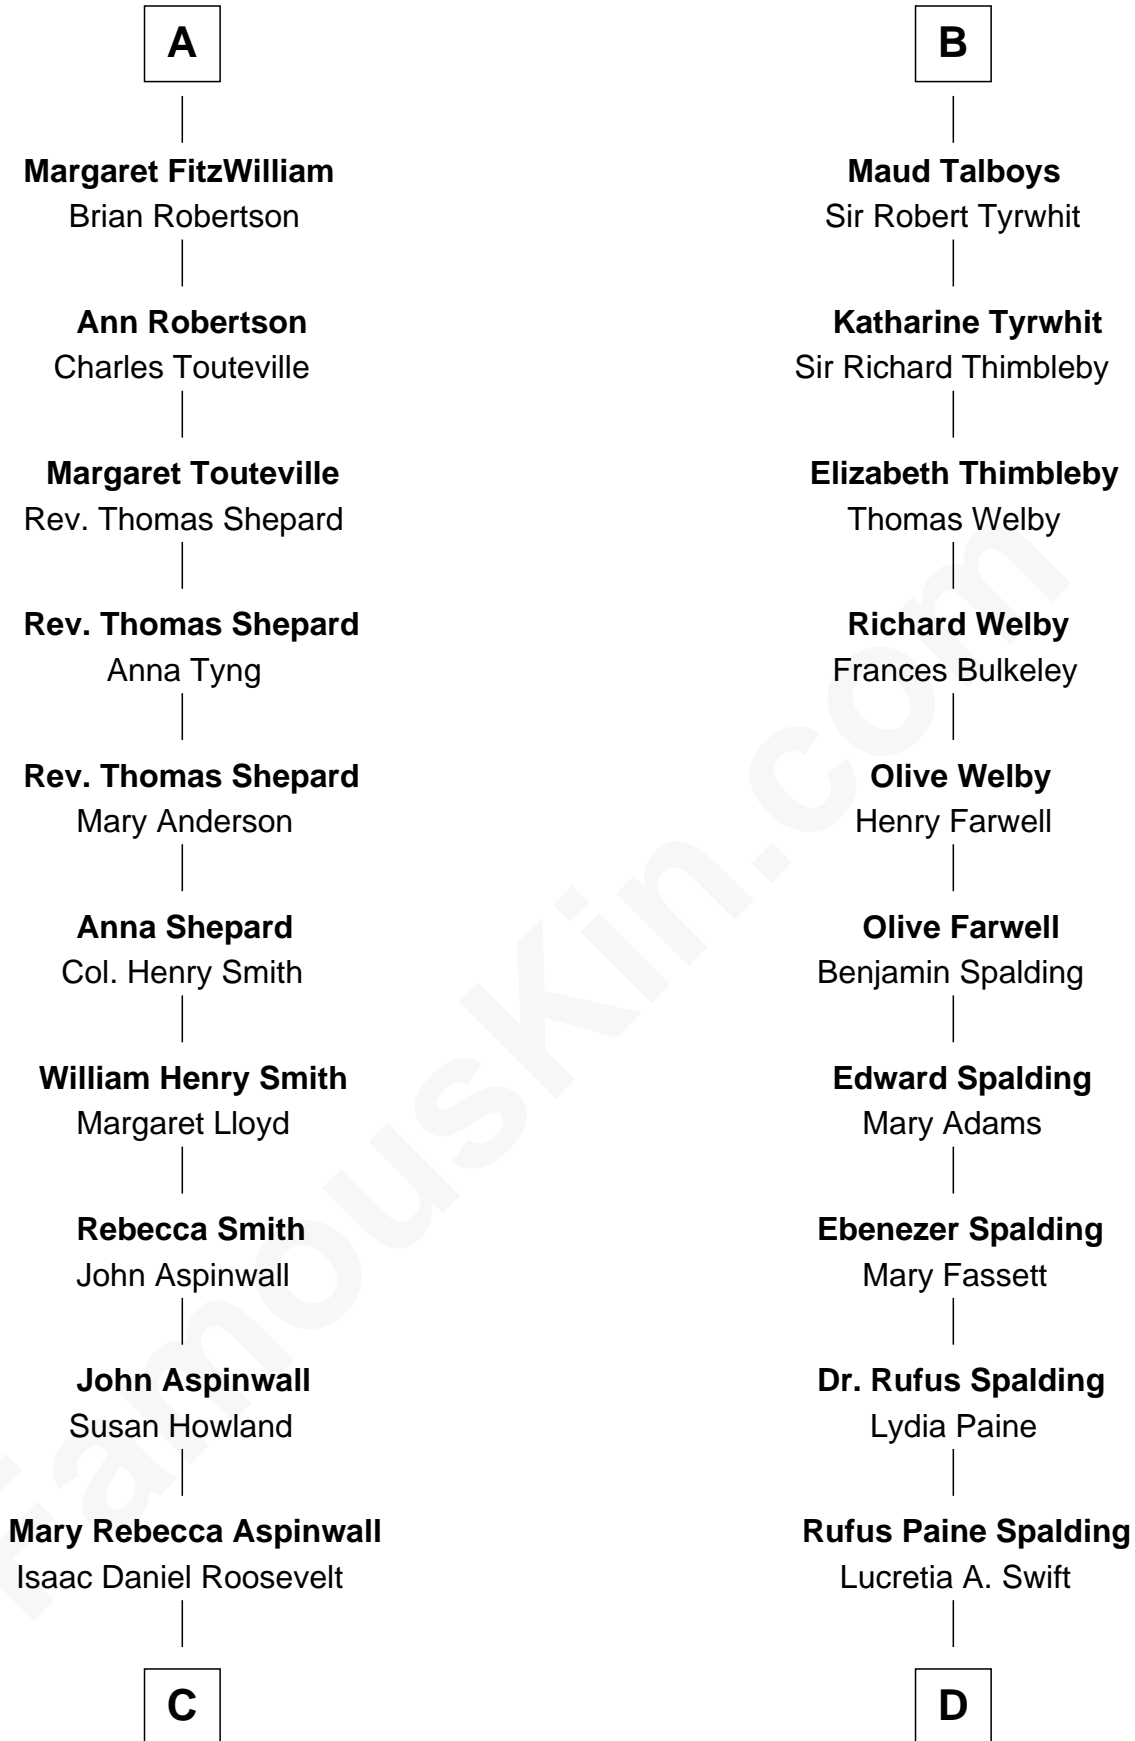 A
Margaret FitzWilliam
Brian Robertson
Ann Robertson
Charles Touteville
Margaret Touteville
Rev. Thomas Shepard
Rev. Thomas Shepard
Anna Tyng
Rev. Thomas Shepard
Mary Anderson
Anna Shepard
Col. Henry Smith
William Henry Smith
Margaret Lloyd
Rebecca Smith
John Aspinwall
John Aspinwall
Susan Howland
Mary Rebecca Aspinwall
Isaac Daniel Roosevelt
C
B
Maud Talboys
Sir Robert Tyrwhit
Katharine Tyrwhit
Sir Richard Thimbleby
Elizabeth Thimbleby
Thomas Welby
Richard Welby
Frances Bulkeley
Olive Welby
Henry Farwell
Olive Farwell
Benjamin Spalding
Edward Spalding
Mary Adams
Ebenezer Spalding
Mary Fassett
Dr. Rufus Spalding
Lydia Paine
Rufus Paine Spalding
Lucretia A. Swift
D
FamousKin.com